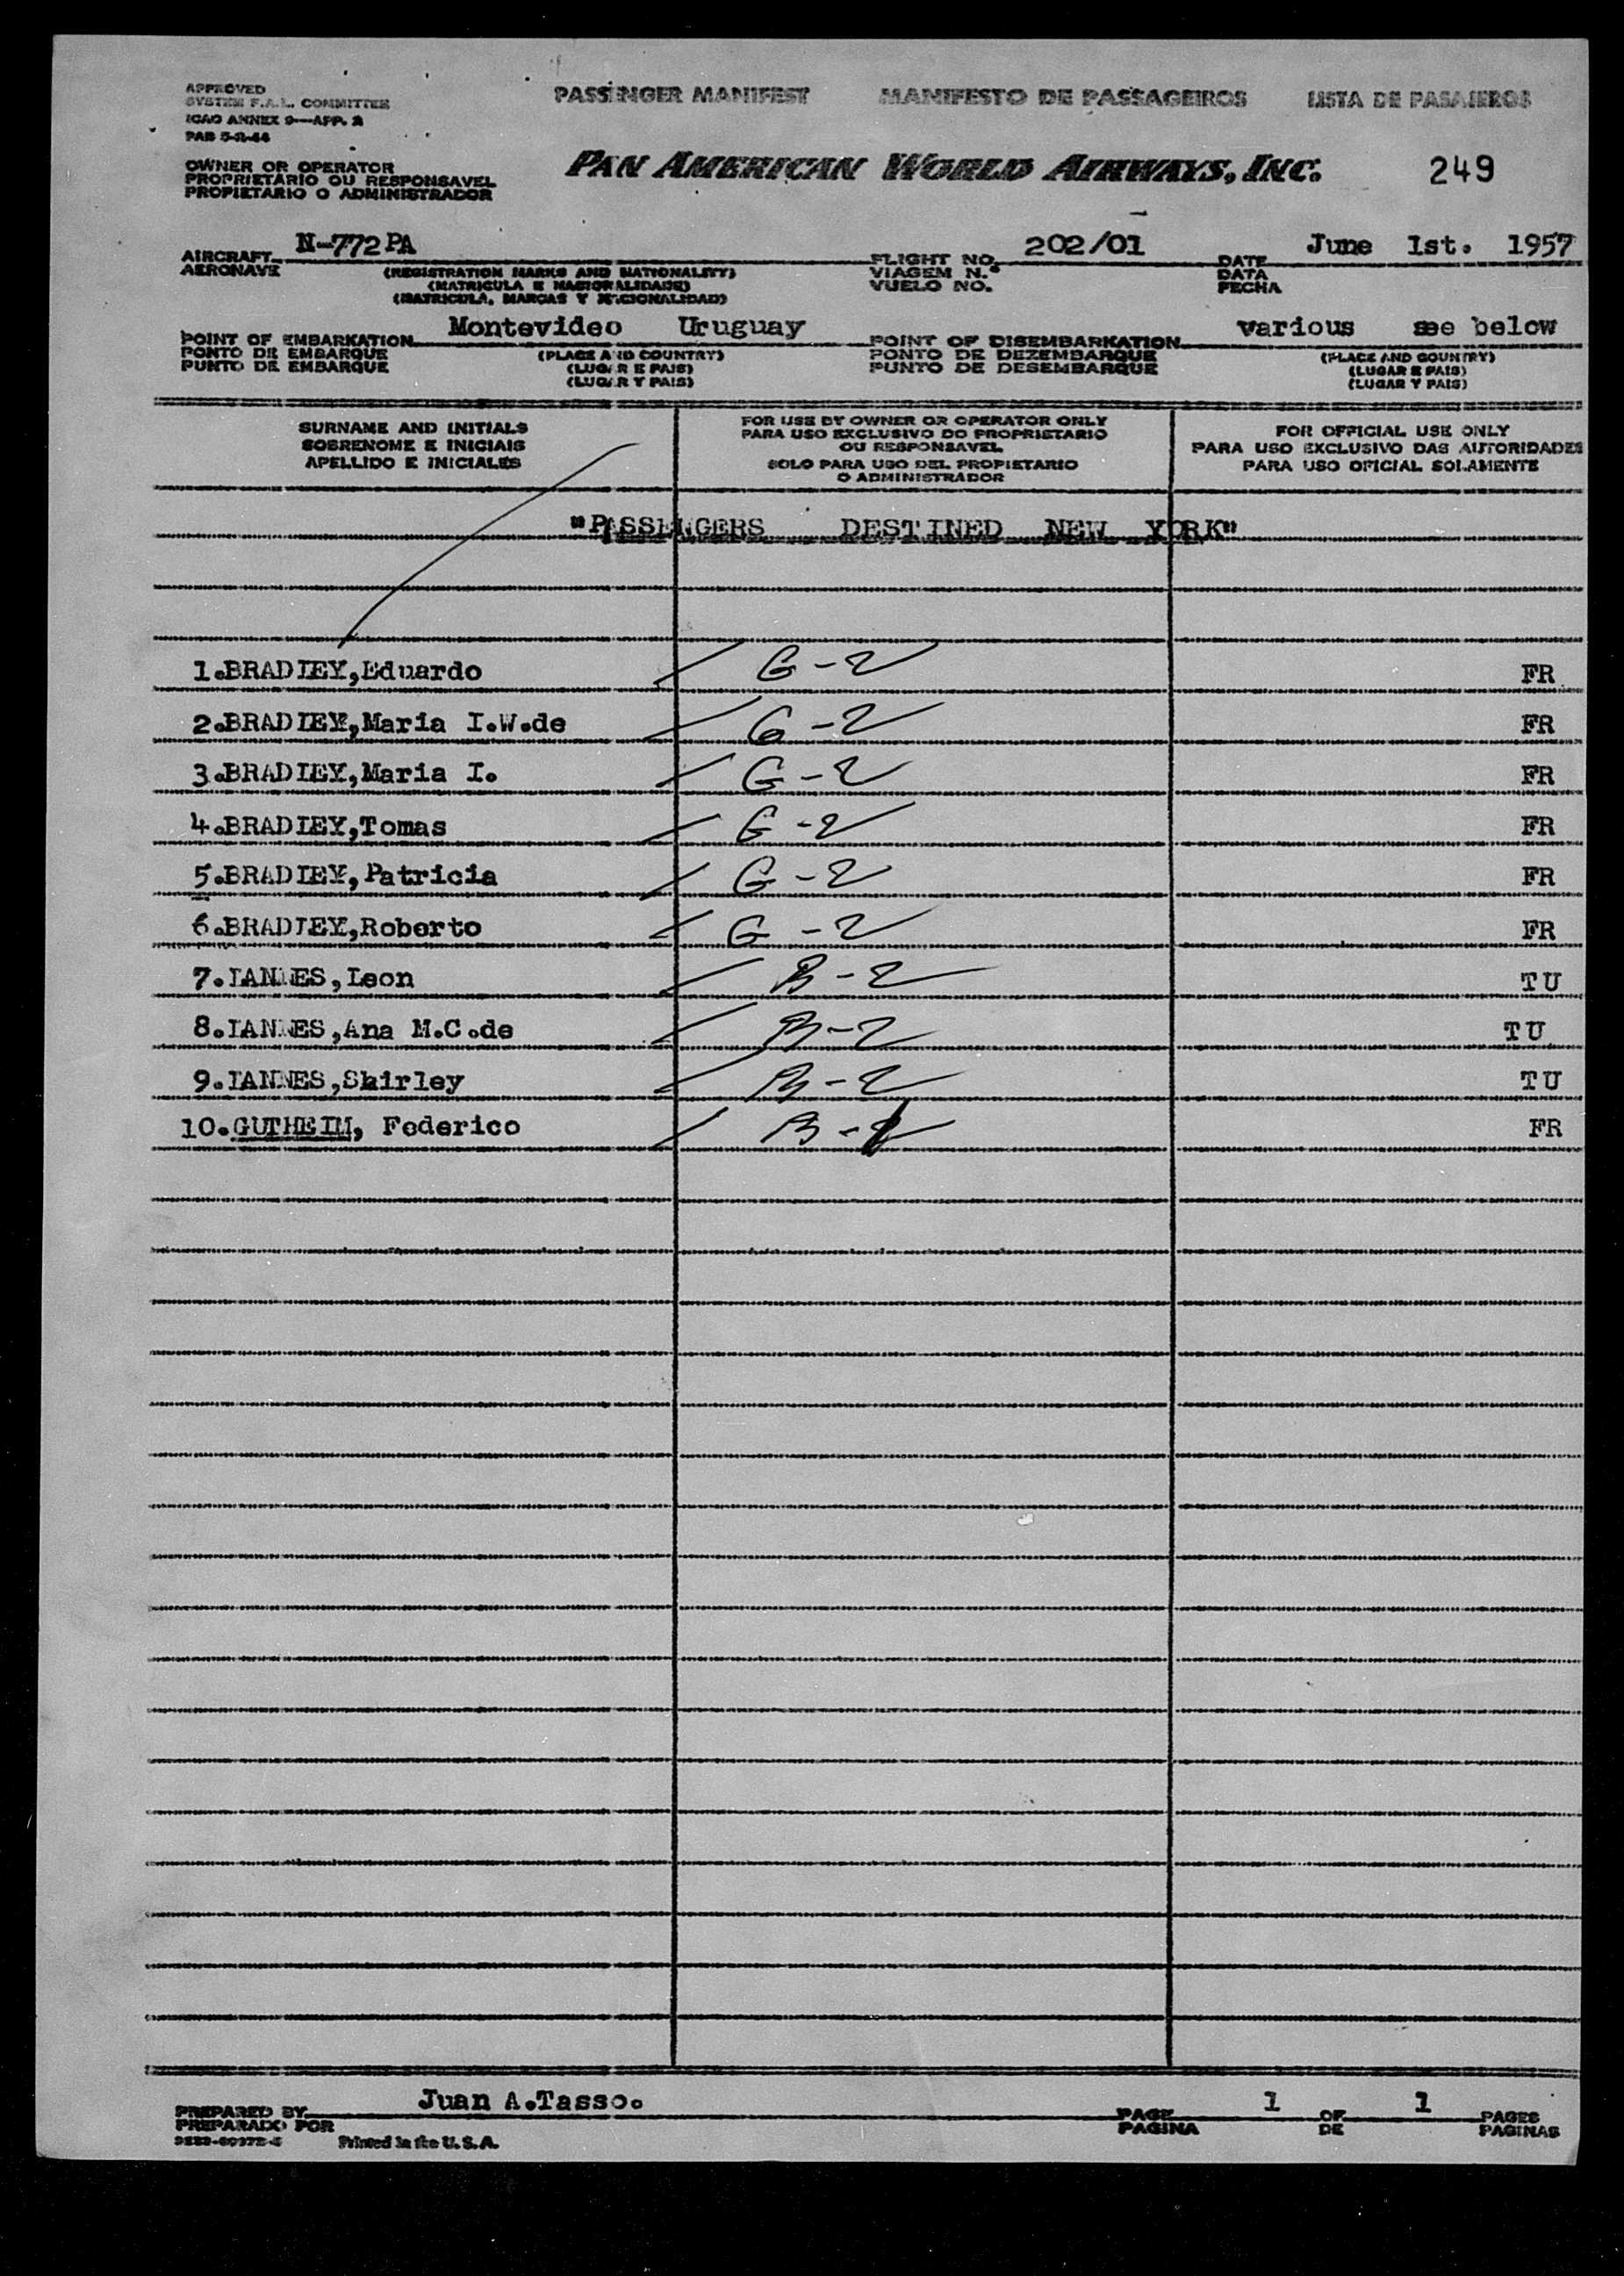 APPROVED
SYSTEM F.A.L. COMMITTEE
ICAO ANNEX 9—APP. 2
PAB
PASSENGER MANIFEST MANIFESTO DE PASSAGEIROS LISTA DE PASAJEROS
OWNER OR OPERATOR
PROPRIETARIO OU RESPONSAVEL
PROPIETARIO O ADMINISTRADOR
PAN AMERICAN WORLD AIRWAYS, INC. 249
AIRCRAFT N-772PA FLIGHT NO. 202/01 DATE June 1st. 1957
AERONAVE (REGISTRATION MARKS AND NATIONALITY) VIAGEM N.º DATA
(MATRICULA E NACIONALIDADE) VUELO NO. FECHA
(MATRICULA, MARCAS Y NACIONALIDAD)
POINT OF EMBARKATION Montevideo Uruguay POINT OF DISEMBARKATION various see below
PONTO DE EMBARQUE (PLACE AND COUNTRY) PONTO DE DEZEMBARQUE (PLACE AND COUNTRY)
PUNTO DE EMBARQUE (LUGAR E PAIS) PUNTO DE DESEMBARQUE (LUGAR E PAIS)
(LUGAR Y PAIS) (LUGAR Y PAIS)
SURNAME AND INITIALS
SOBRENOME E INICIAIS
APELLIDO E INICIALES
FOR USE BY OWNER OR OPERATOR ONLY
PARA USO EXCLUSIVO DO PROPRIETARIO
OU RESPONSAVEL
SOLO PARA USO DEL PROPIETARIO
O ADMINISTRADOR
FOR OFFICIAL USE ONLY
PARA USO EXCLUSIVO DAS AUTORIDADES
PARA USO OFICIAL SOLAMENTE
"PASSENGERS DESTINED NEW YORK"
1.BRADLEY,Eduardo G-2 FR
2.BRADLEY,Maria I.W.de G-2 FR
3.BRADLEY,Maria I. G-2 FR
4.BRADLEY,Tomas G-2 FR
5.BRADLEY,Patricia G-2 FR
6.BRADLEY,Roberto G-2 FR
7.IANNES,Leon B-2 TU
8.IANNES,Ana M.C.de B-2 TU
9.IANNES,Shirley B-2 TU
10.GUTHEIM, Federico B- FR
PREPARED BY Juan A.Tasso. PAGE 1 OF 1 PAGES
PREPARADO POR PAGINA DE PAGINAS
Printed in the U.S.A.